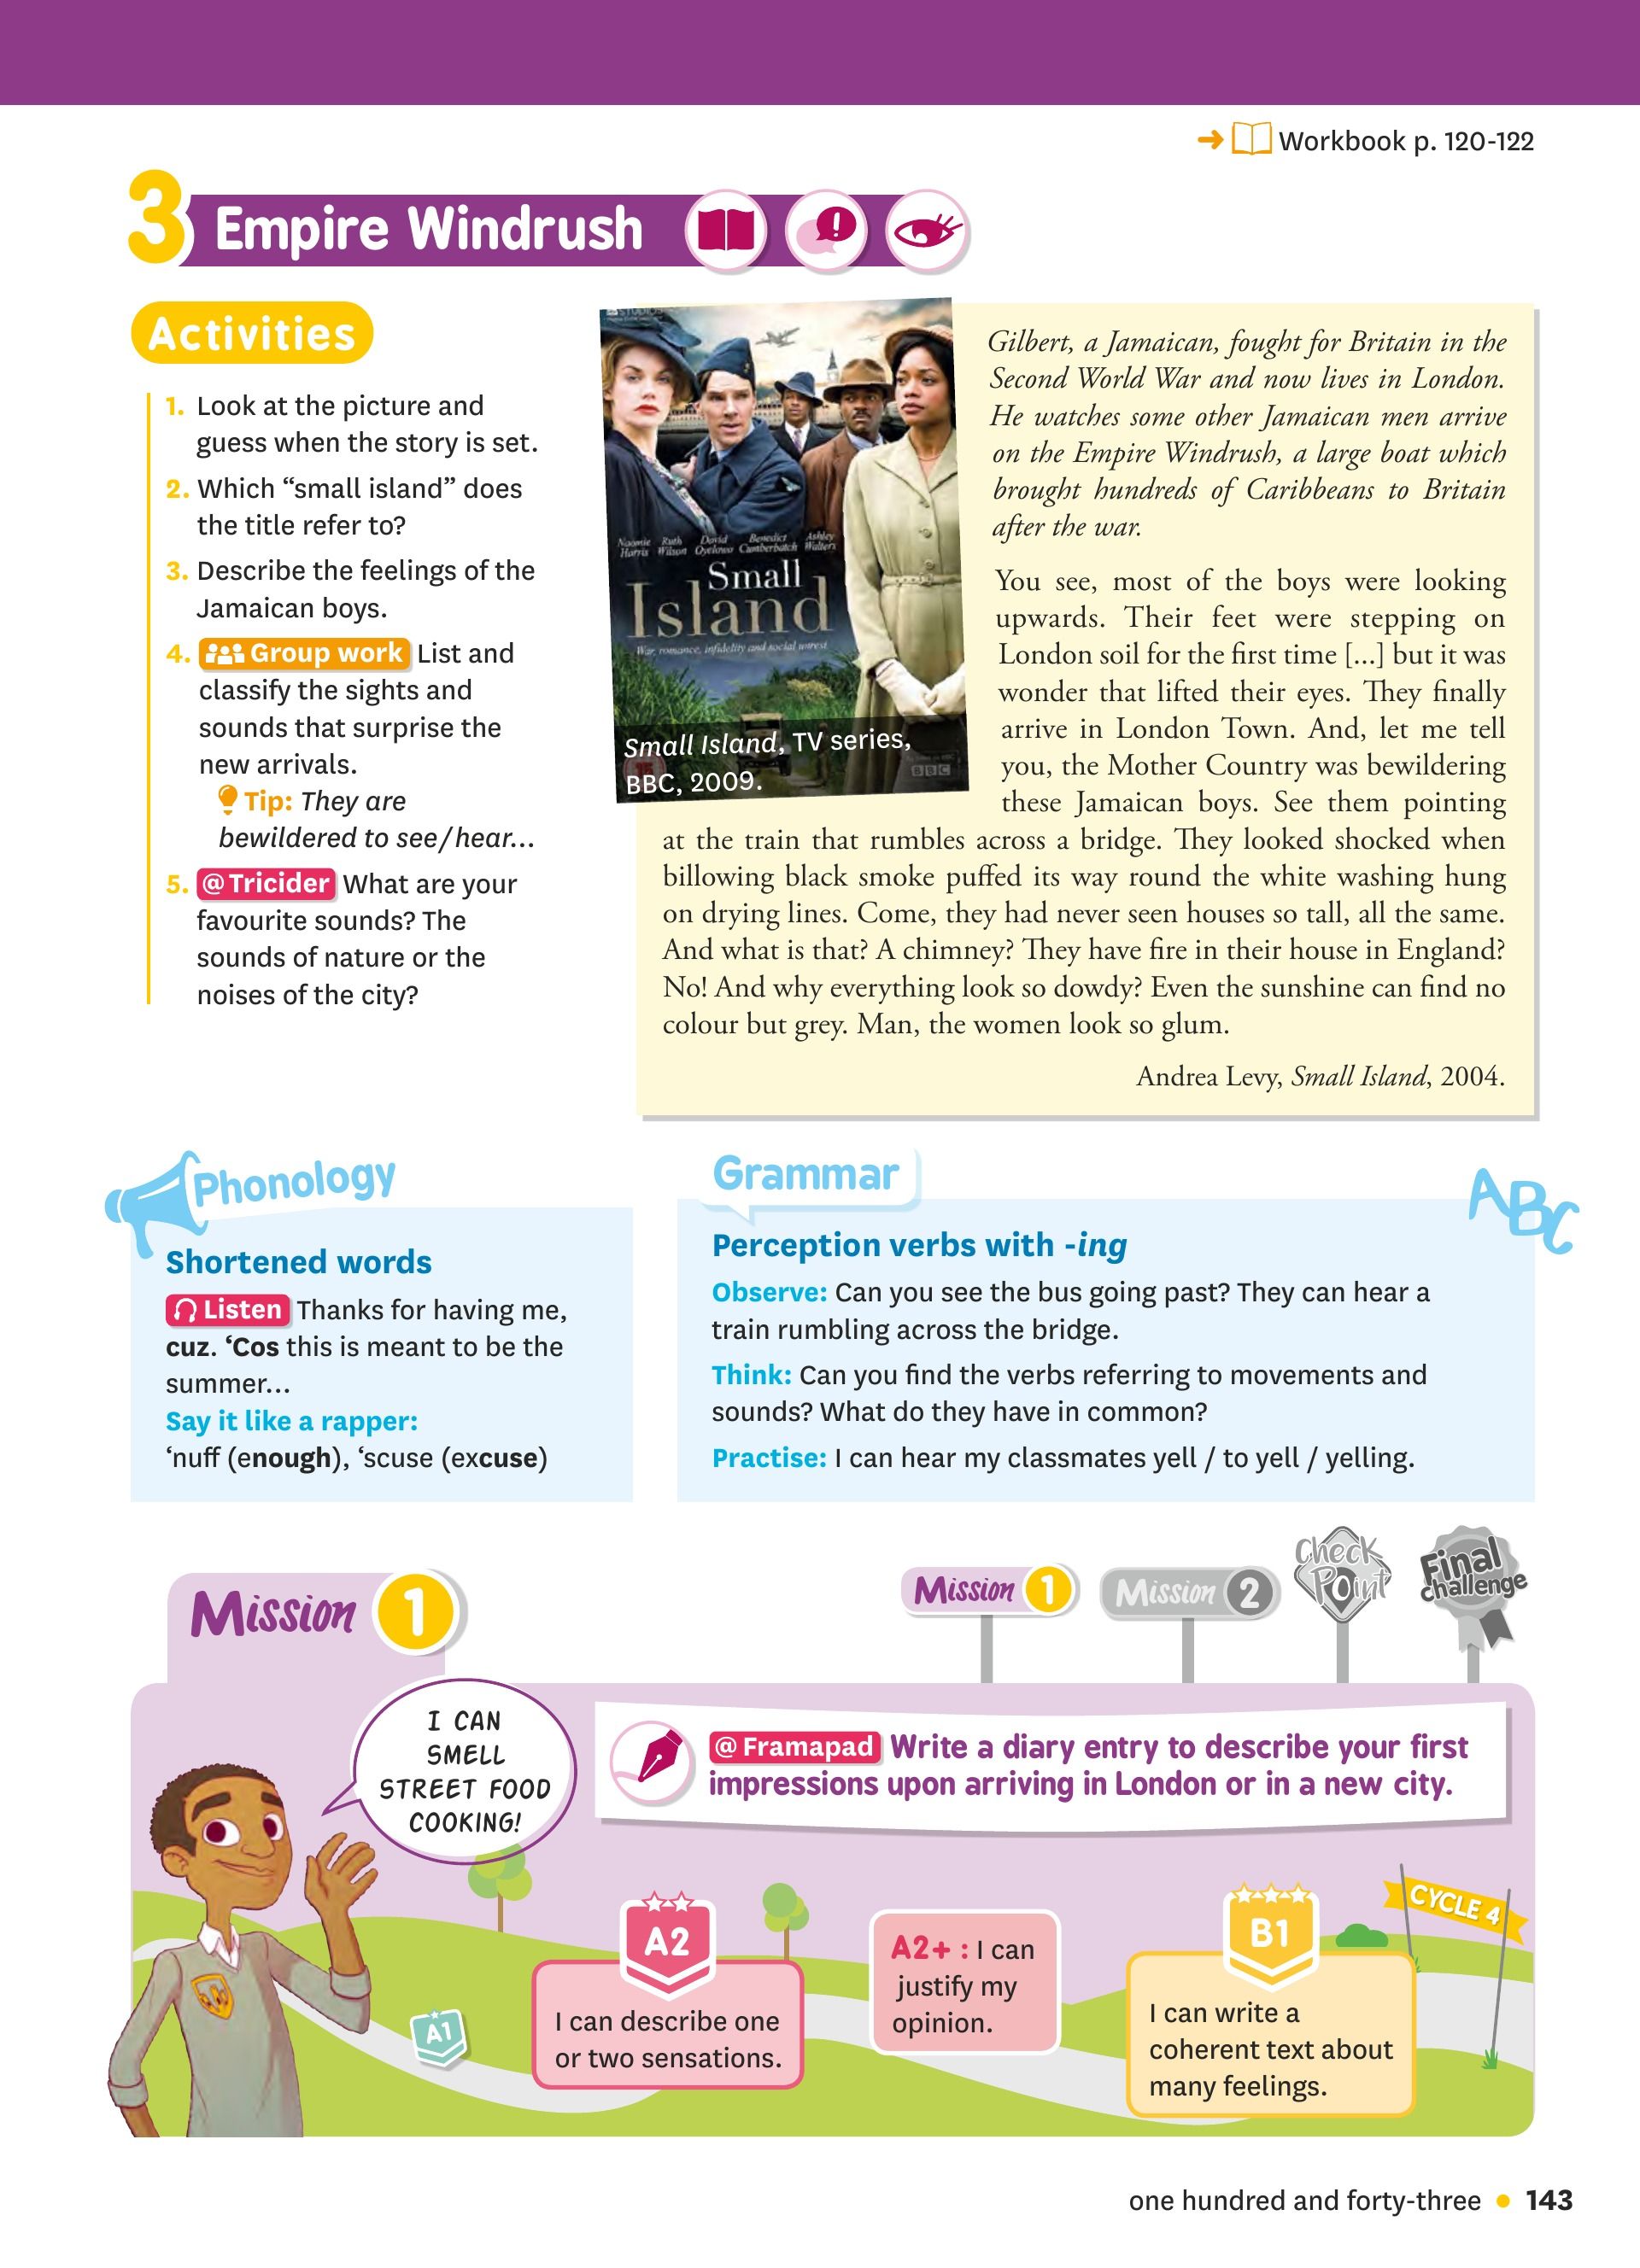 Workbook p. 120-122
3 Empire Windrush
Activities
1. Look at the picture and
guess when the story is set.
2. Which “small island” does
the title refer to?
3. Describe the feelings of the
Jamaican boys.
4. Group work List and
classify the sights and
sounds that surprise the
new arrivals.
Tip: They are
bewildered to see/hear...
5. @Tricider What are your
favourite sounds? The
sounds of nature or the
noises of the city?
Naomie Harris Ruth Wilson David Oyelowo Benedict Cumberbatch Ashley Walters
Small
Island
War, romance, infidelity and social unrest
BBC
Small Island, TV series,
BBC, 2009.
Gilbert, a Jamaican, fought for Britain in the
Second World War and now lives in London.
He watches some other Jamaican men arrive
on the Empire Windrush, a large boat which
brought hundreds of Caribbeans to Britain
after the war.
You see, most of the boys were looking
upwards. Their feet were stepping on
London soil for the first time [...] but it was
wonder that lifted their eyes. They finally
arrive in London Town. And, let me tell
you, the Mother Country was bewildering
these Jamaican boys. See them pointing
at the train that rumbles across a bridge. They looked shocked when
billowing black smoke puffed its way round the white washing hung
on drying lines. Come, they had never seen houses so tall, all the same.
And what is that? A chimney? They have fire in their house in England?
No! And why everything look so dowdy? Even the sunshine can find no
colour but grey. Man, the women look so glum.
Andrea Levy, Small Island, 2004.
Phonology
Shortened words
Listen Thanks for having me,
cuz. ‘Cos this is meant to be the
summer...
Say it like a rapper:
‘nuff (enough), ‘scuse (excuse)
Grammar
ABC
Perception verbs with -ing
Observe: Can you see the bus going past? They can hear a
train rumbling across the bridge.
Think: Can you find the verbs referring to movements and
sounds? What do they have in common?
Practise: I can hear my classmates yell / to yell / yelling.
Mission 1
Mission 1
Mission 2
Check Point
Final challenge
I CAN
SMELL
STREET FOOD
COOKING!
@ Framapad Write a diary entry to describe your first
impressions upon arriving in London or in a new city.
A1
A2
I can describe one
or two sensations.
A2+ : I can
justify my
opinion.
B1
I can write a
coherent text about
many feelings.
CYCLE 4
one hundred and forty-three • 143